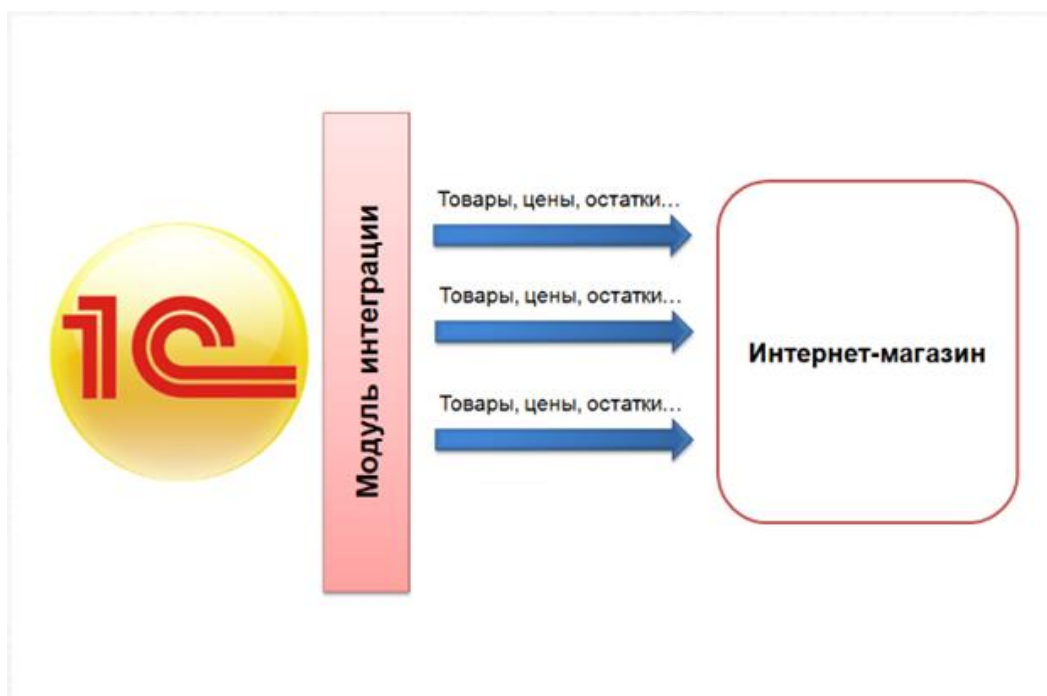 1С
Модуль интеграции
Товары, цены, остатки…
Товары, цены, остатки…
Товары, цены, остатки…
Интернет-магазин